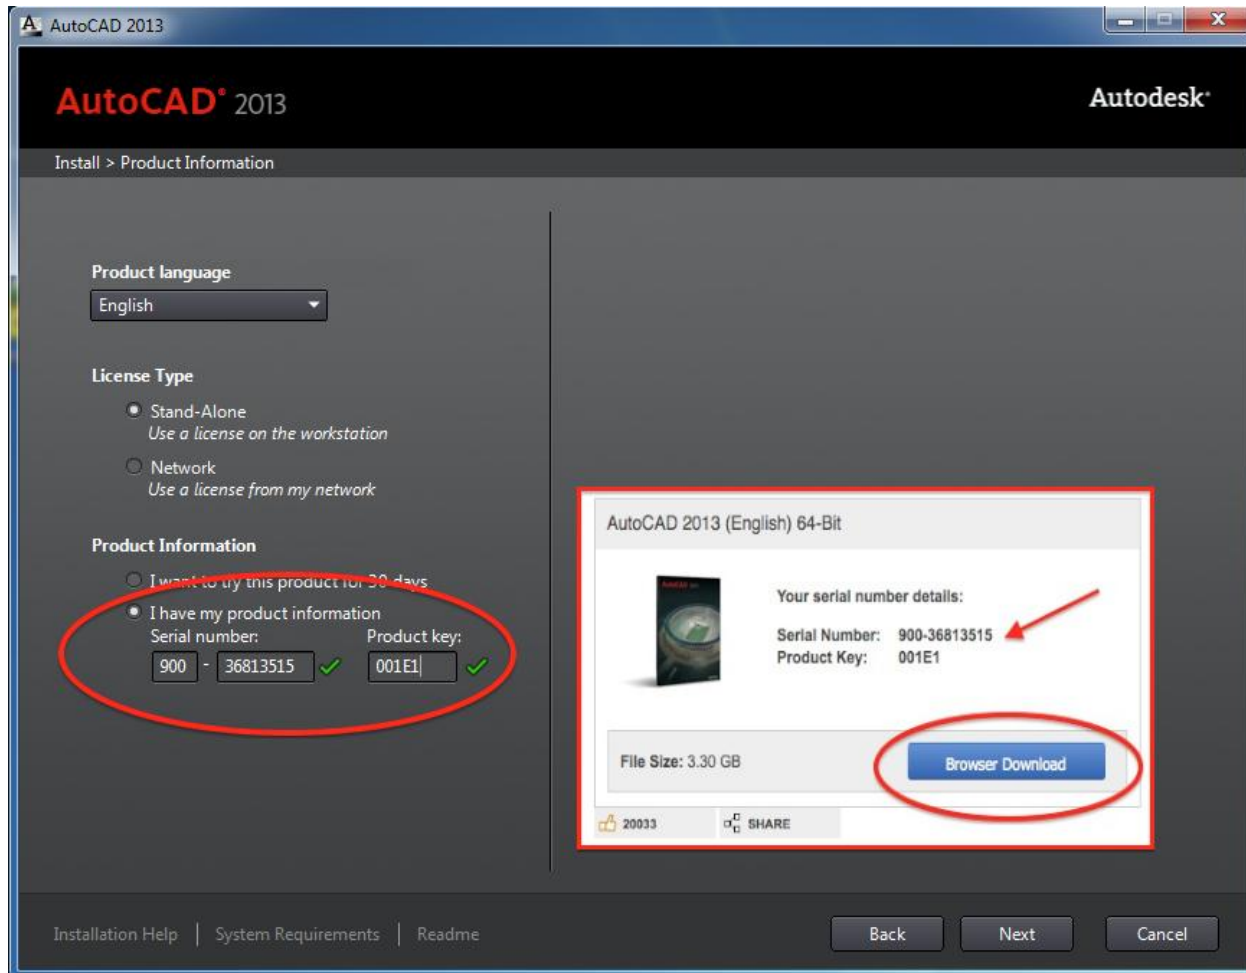 AutoCAD 2013
AutoCAD® 2013
Autodesk®
Install > Product Information
Product language
English
License Type
Stand-Alone
Use a license on the workstation
Network
Use a license from my network
Product Information
I want to try this product for 30 days
I have my product information
Serial number: Product key:
900 - 36813515 001E1
AutoCAD 2013 (English) 64-Bit
Your serial number details:
Serial Number: 900-36813515
Product Key: 001E1
File Size: 3.30 GB
Browser Download
20033 SHARE
Installation Help | System Requirements | Readme
Back Next Cancel